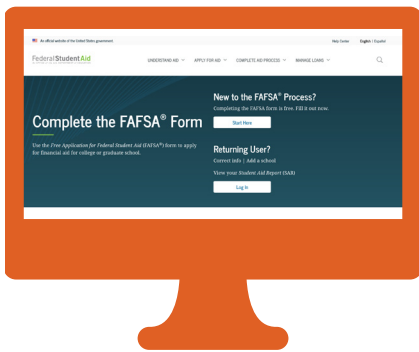 An official website of the United States government
Help Center English | Español
Federal Student Aid
UNDERSTAND AID APPLY FOR AID COMPLETE AID PROCESS MANAGE LOANS
Complete the FAFSA® Form
Use the Free Application for Federal Student Aid (FAFSA®) form to apply
for financial aid for college or graduate school.
New to the FAFSA® Process?
Completing the FAFSA form is free. Fill it out now.
Start Here
Returning User?
Correct info | Add a school
View your Student Aid Report (SAR)
Log In